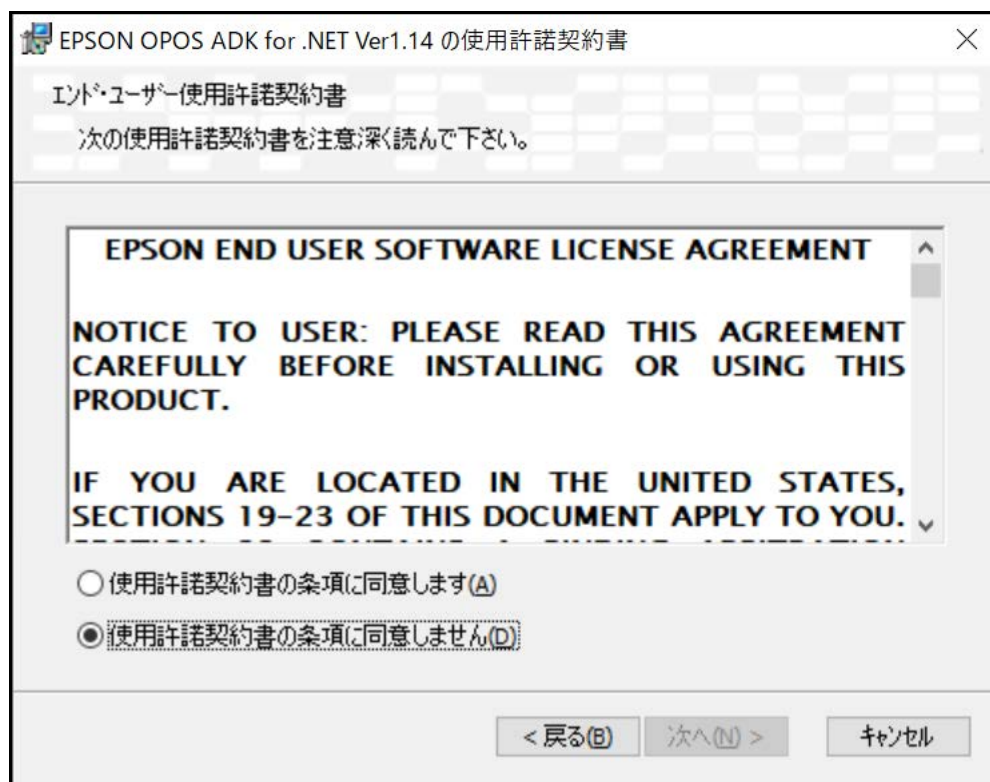 EPSON OPOS ADK for .NET Ver1.14 の使用許諾契約書
エンド・ユーザー使用許諾契約書
次の使用許諾契約書を注意深く読んで下さい。
EPSON END USER SOFTWARE LICENSE AGREEMENT
NOTICE TO USER: PLEASE READ THIS AGREEMENT
CAREFULLY BEFORE INSTALLING OR USING THIS
PRODUCT.
IF YOU ARE LOCATED IN THE UNITED STATES,
SECTIONS 19-23 OF THIS DOCUMENT APPLY TO YOU.
使用許諾契約書の条項に同意します(A)
使用許諾契約書の条項に同意しません(D)
< 戻る(B) 次へ(N) > キャンセル